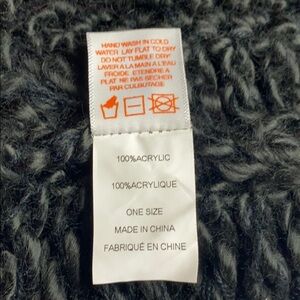 HAND WASH IN COLD
WATER LAY FLAT TO DRY
DO NOT TUMBLE DRY
LAVER A LA MAIN A L'EAU
FROIDE ETENDRE A
PLAT NE PAS SECHER
PAR CULBUTAGE
100%ACRYLIC
100%ACRYLIQUE
ONE SIZE
MADE IN CHINA
FABRIQUÉ EN CHINE